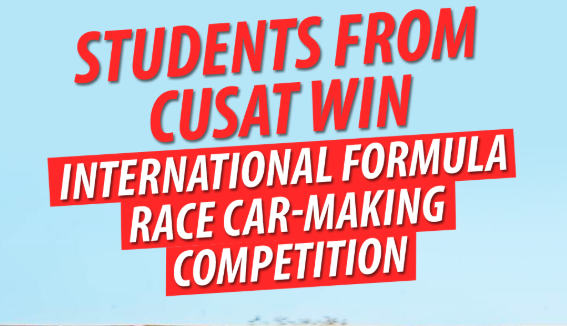 STUDENTS FROM
CUSAT WIN
INTERNATIONAL FORMULA
RACE CAR-MAKING
COMPETITION